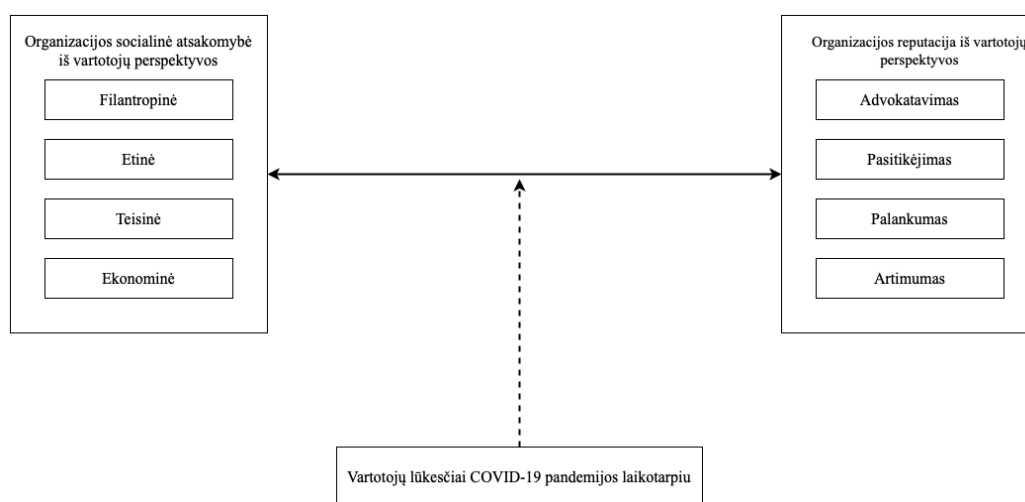 Organizacijos socialinė atsakomybė
iš vartotojų perspektyvos
Filantropinė
Etinė
Teisinė
Ekonominė
Organizacijos reputacija iš vartotojų
perspektyvos
Advokatavimas
Pasitikėjimas
Palankumas
Artimumas
Vartotojų lūkesčiai COVID-19 pandemijos laikotarpiu